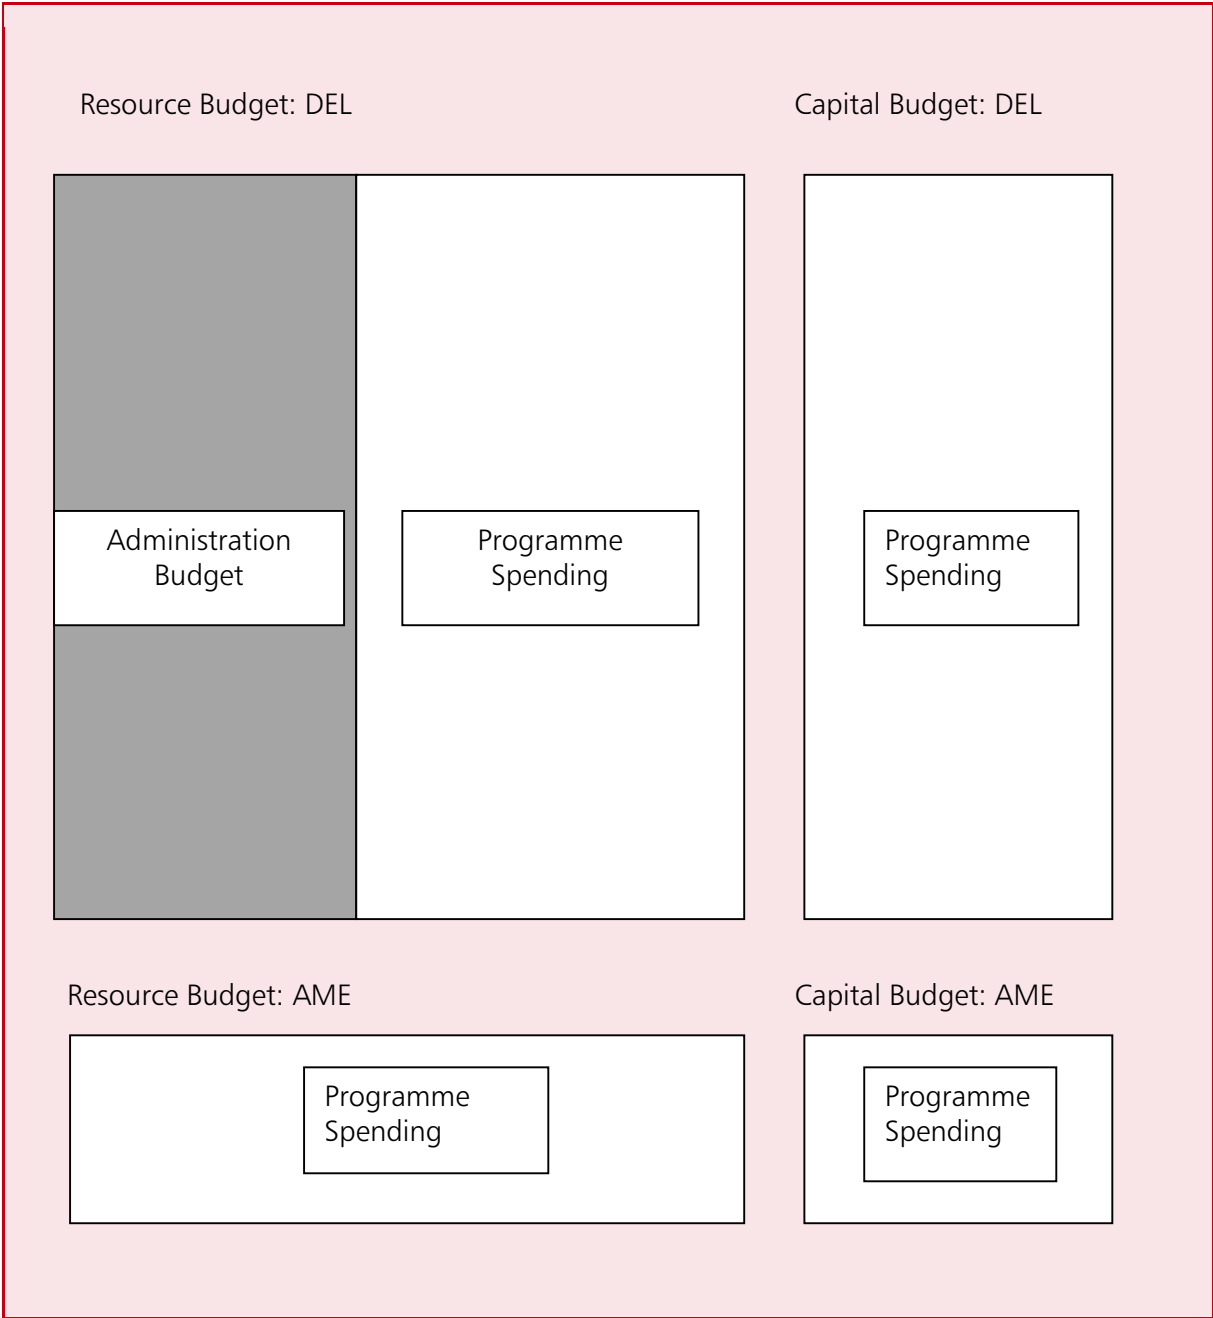 Resource Budget: DEL
Capital Budget: DEL
Administration
Budget
Programme
Spending
Programme
Spending
Resource Budget: AME
Capital Budget: AME
Programme
Spending
Programme
Spending